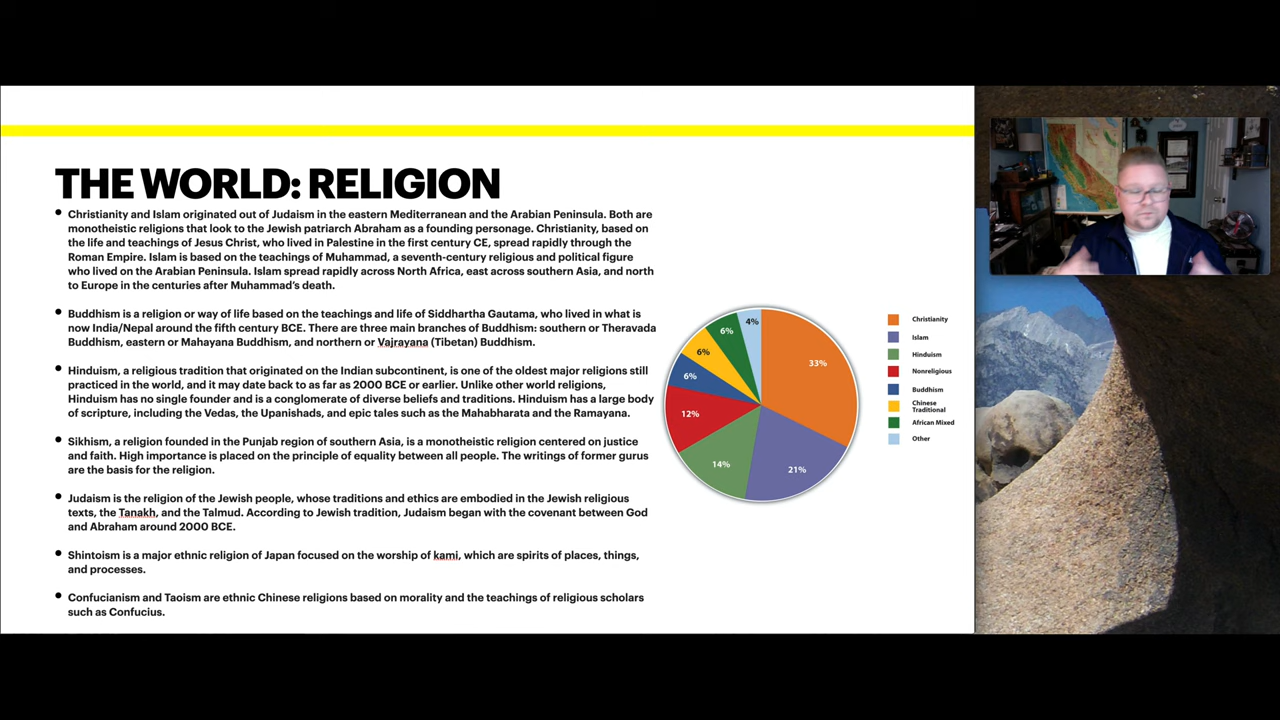 THE WORLD: RELIGION
• Christianity and Islam originated out of Judaism in the eastern Mediterranean and the Arabian Peninsula. Both are
monotheistic religions that look to the Jewish patriarch Abraham as a founding personage. Christianity, based on
the life and teachings of Jesus Christ, who lived in Palestine in the first century CE, spread rapidly through the
Roman Empire. Islam is based on the teachings of Muhammad, a seventh-century religious and political figure
who lived on the Arabian Peninsula. Islam spread rapidly across North Africa, east across southern Asia, and north
to Europe in the centuries after Muhammad's death.
• Buddhism is a religion or way of life based on the teachings and life of Siddhartha Gautama, who lived in what is
now India/Nepal around the fifth century BCE. There are three main branches of Buddhism: southern or Theravada
Buddhism, eastern or Mahayana Buddhism, and northern or Vajrayana (Tibetan) Buddhism.
• Hinduism, a religious tradition that originated on the Indian subcontinent, is one of the oldest major religions still
practiced in the world, and it may date back to as far as 2000 BCE or earlier. Unlike other world religions,
Hinduism has no single founder and is a conglomerate of diverse beliefs and traditions. Hinduism has a large body
of scripture, including the Vedas, the Upanishads, and epic tales such as the Mahabharata and the Ramayana.
• Sikhism, a religion founded in the Punjab region of southern Asia, is a monotheistic religion centered on justice
and faith. High importance is placed on the principle of equality between all people. The writings of former gurus
are the basis for the religion.
• Judaism is the religion of the Jewish people, whose traditions and ethics are embodied in the Jewish religious
texts, the Tanakh, and the Talmud. According to Jewish tradition, Judaism began with the covenant between God
and Abraham around 2000 BCE.
• Shintoism is a major ethnic religion of Japan focused on the worship of kami, which are spirits of places, things,
and processes.
• Confucianism and Taoism are ethnic Chinese religions based on morality and the teachings of religious scholars
such as Confucius.
4%
6%
33%
6%
6%
12%
14%
21%
Christianity
Islam
Hinduism
Nonreligious
Buddhism
Chinese
Traditional
African Mixed
Other